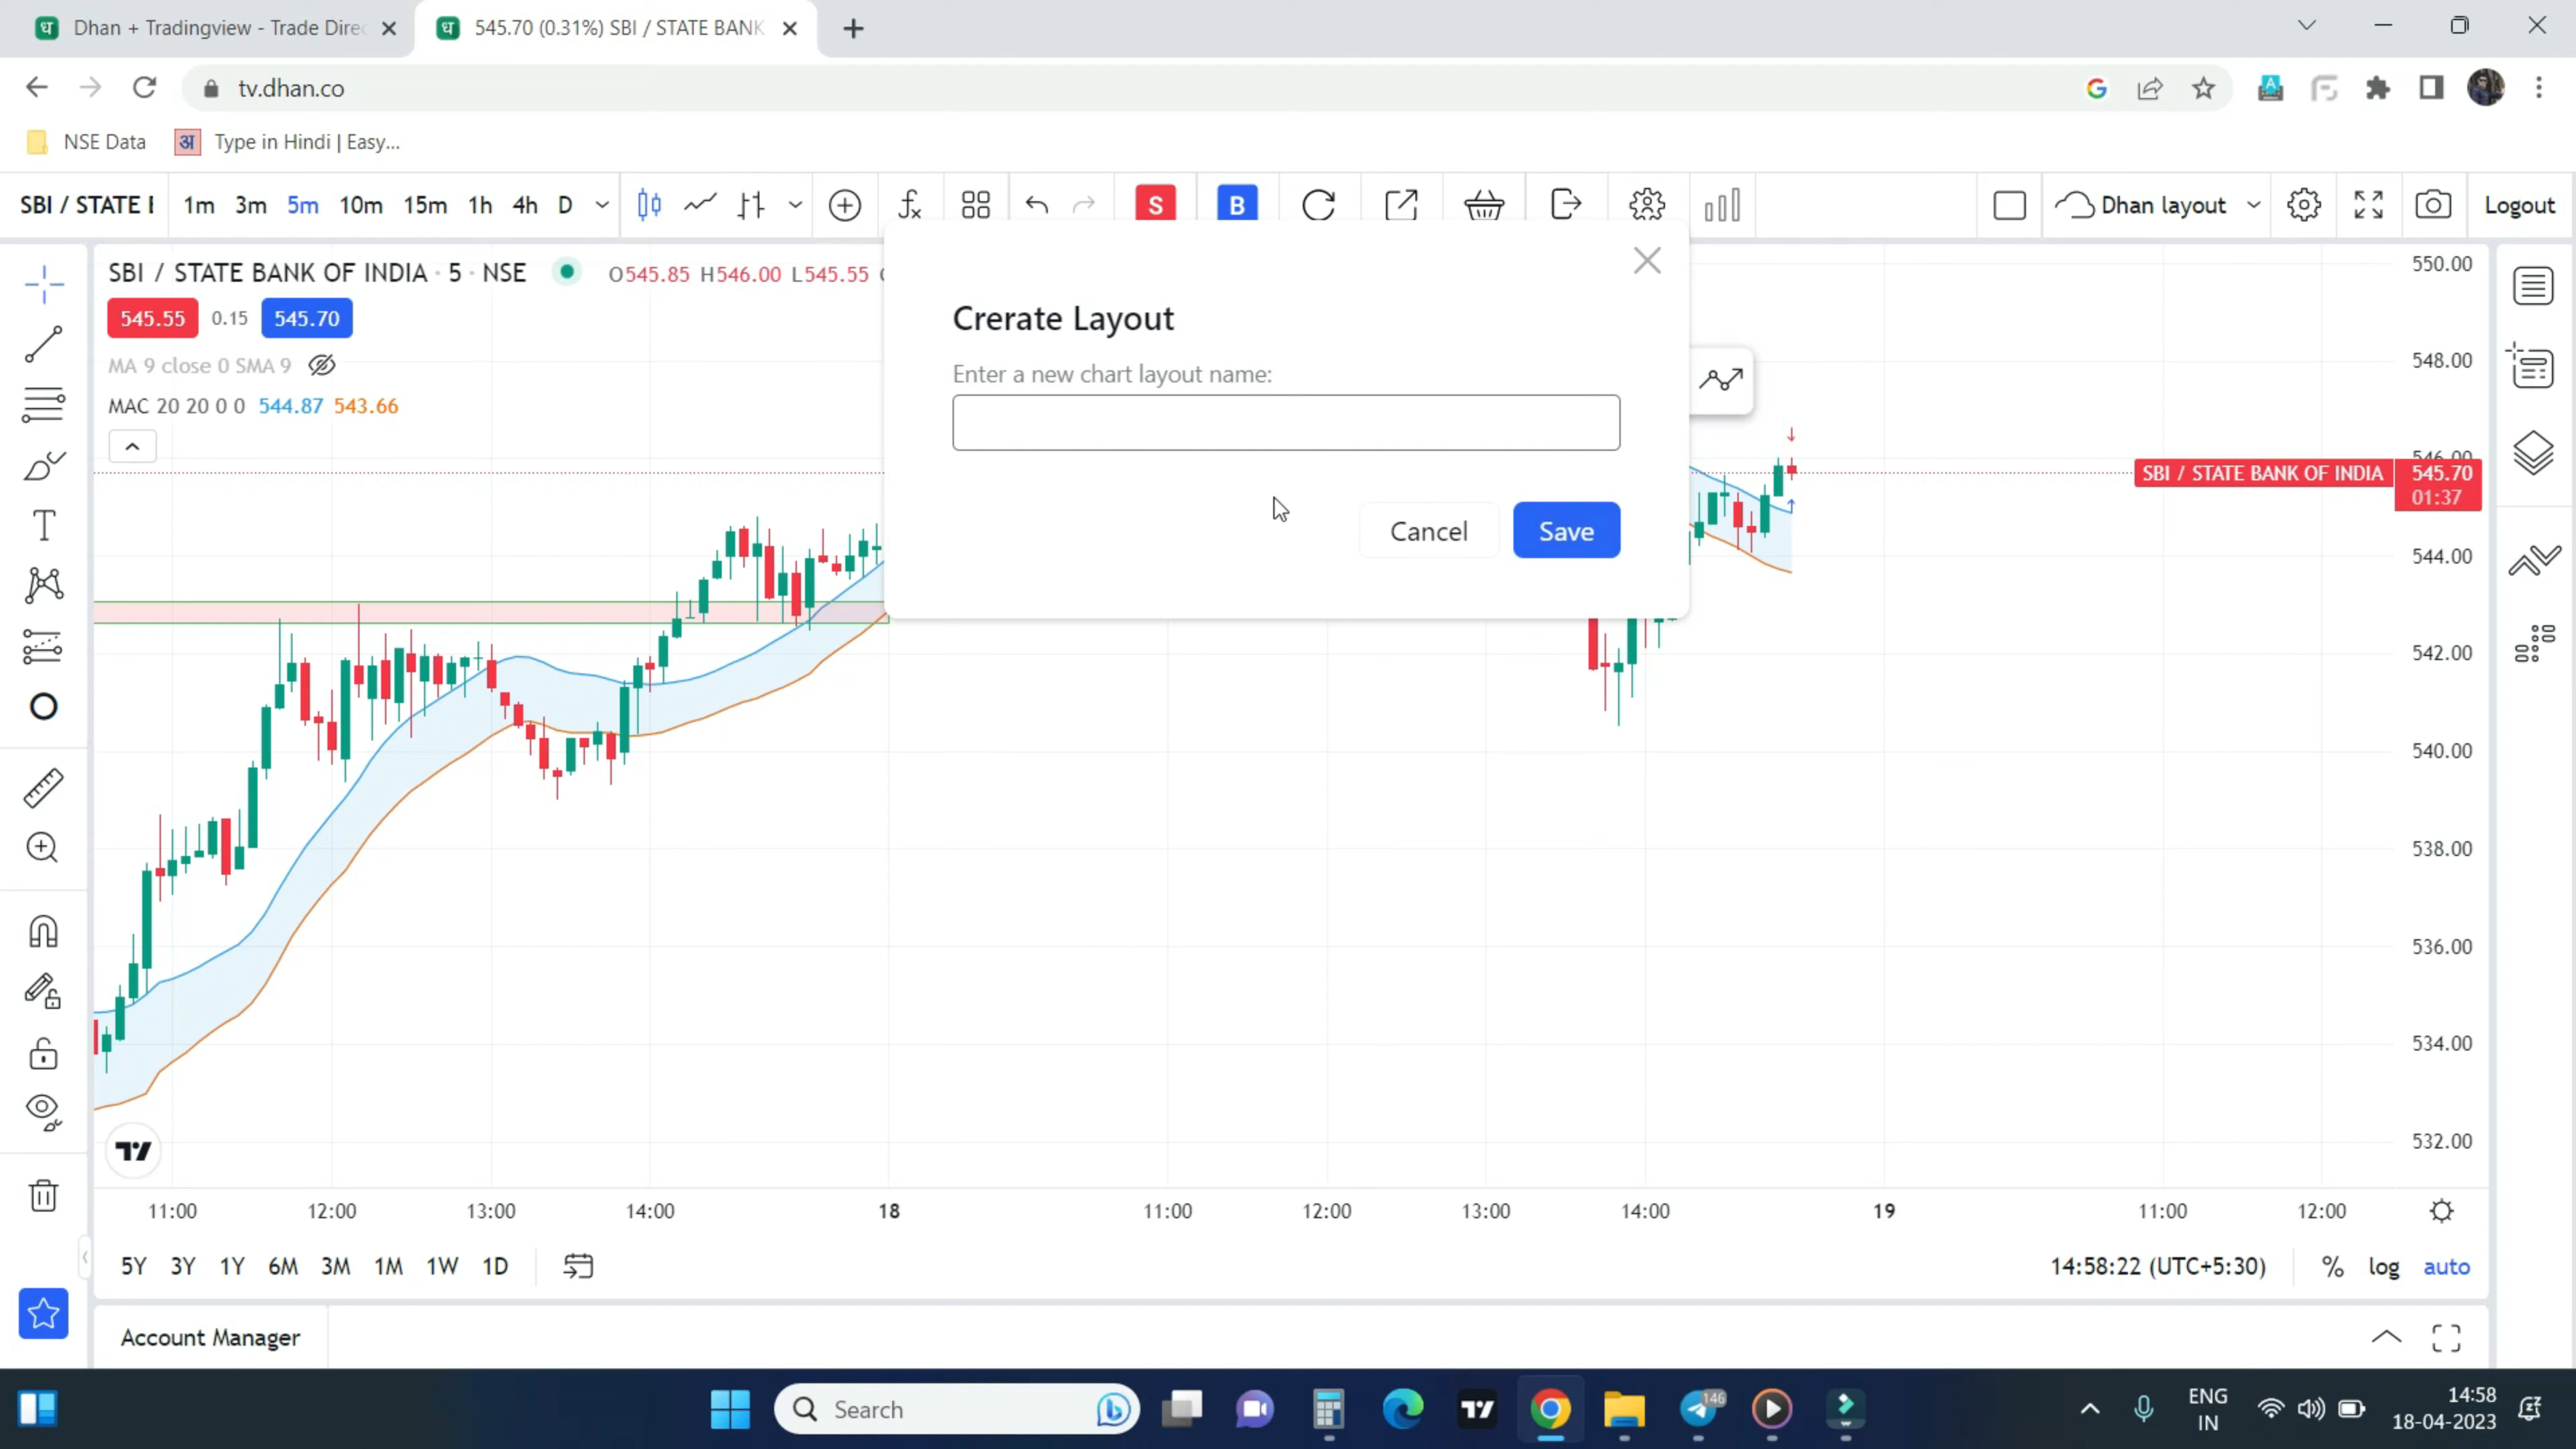 Dhan + Tradingview - Trade Direc
545.70 (0.31%) SBI / STATE BANK
tv.dhan.co
NSE Data
अ Type in Hindi | Easy...
SBI / STATE E 1m 3m 5m 10m 15m 1h 4h D S B Dhan layout Logout
SBI / STATE BANK OF INDIA · 5 · NSE O545.85 H546.00 L545.55
545.55 0.15 545.70
MA 9 close 0 SMA 9
MAC 20 20 0 0 544.87 543.66
Crerate Layout
Enter a new chart layout name:
Cancel
Save
550.00
548.00
546.00
SBI / STATE BANK OF INDIA 545.70
01:37
544.00
542.00
540.00
538.00
536.00
534.00
532.00
11:00 12:00 13:00 14:00 18 11:00 12:00 13:00 14:00 19 11:00 12:00
5Y 3Y 1Y 6M 3M 1M 1W 1D 14:58:22 (UTC+5:30) % log auto
Account Manager
Search
146
ENG
IN
14:58
18-04-2023